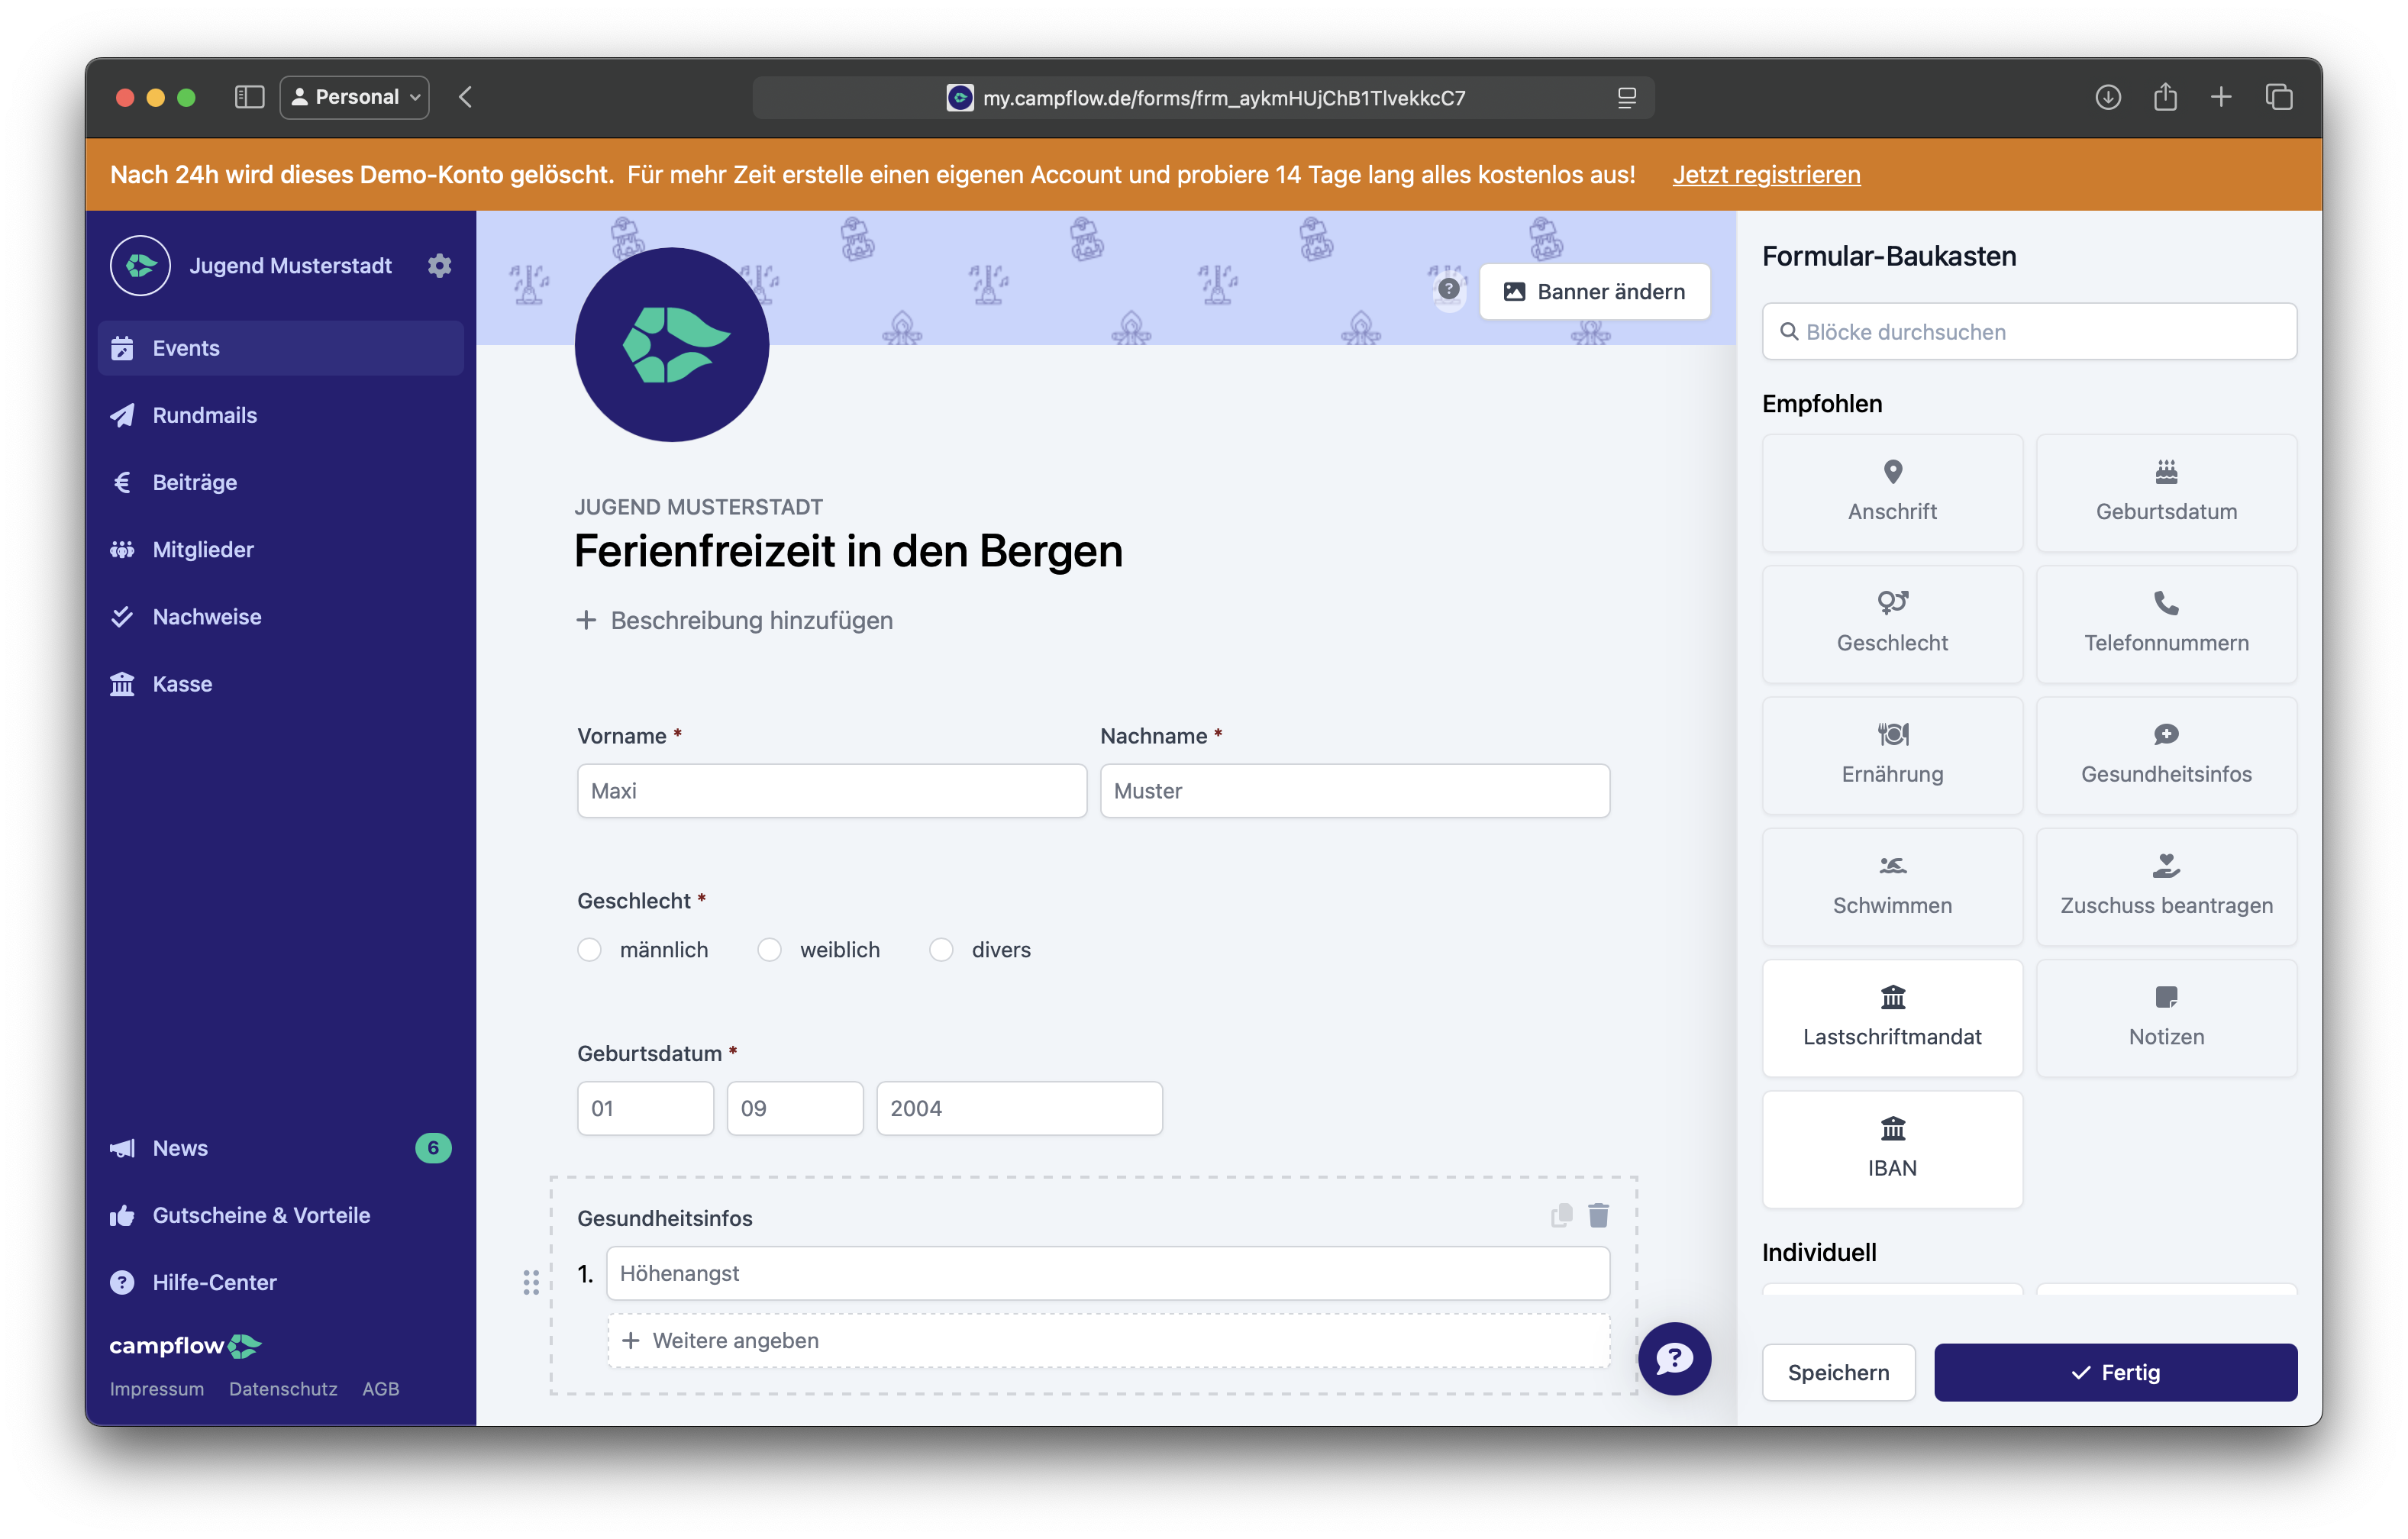 Personal
my.campflow.de/forms/frm_aykmHUjChB1TlvekkcC7
Nach 24h wird dieses Demo-Konto gelöscht. Für mehr Zeit erstelle einen eigenen Account und probiere 14 Tage lang alles kostenlos aus! Jetzt registrieren
Jugend Musterstadt
Events
Rundmails
Beiträge
Mitglieder
Nachweise
Kasse
News 6
Gutscheine & Vorteile
Hilfe-Center
campflow
Impressum Datenschutz AGB
? Banner ändern
JUGEND MUSTERSTADT
Ferienfreizeit in den Bergen
+ Beschreibung hinzufügen
Vorname * Nachname *
Maxi Muster
Geschlecht *
männlich weiblich divers
Geburtsdatum *
01 09 2004
Gesundheitsinfos
1. Höhenangst
+ Weitere angeben
Formular-Baukasten
Blöcke durchsuchen
Empfohlen
Anschrift Geburtsdatum
Geschlecht Telefonnummern
Ernährung Gesundheitsinfos
Schwimmen Zuschuss beantragen
Lastschriftmandat Notizen
IBAN
Individuell
Speichern Fertig